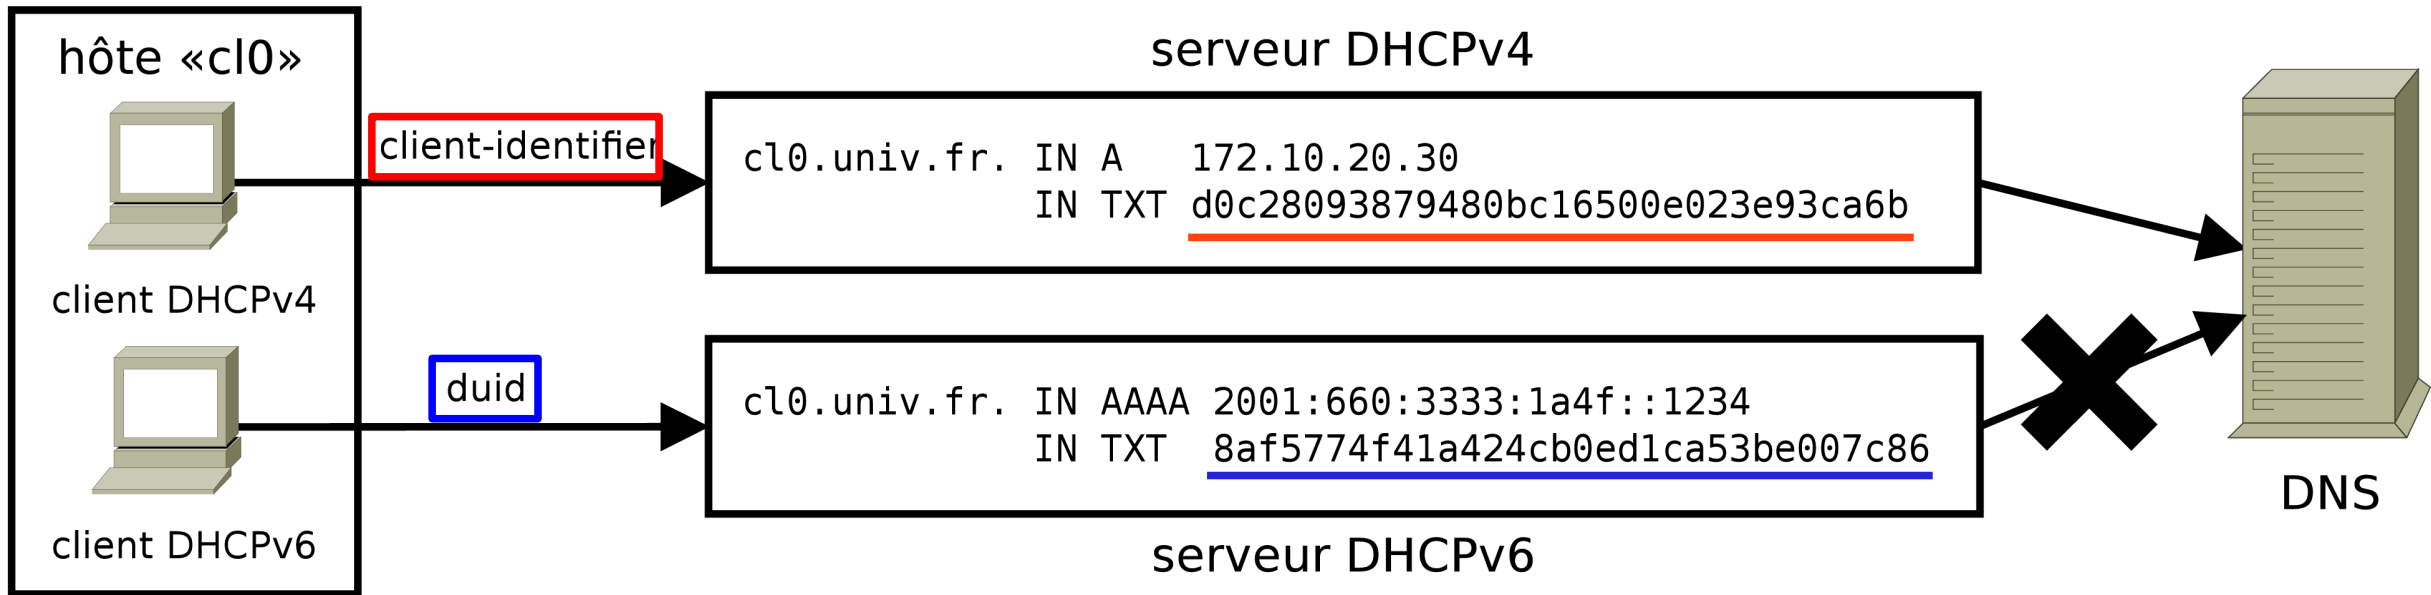 hôte «cl0»
client DHCPv4
client DHCPv6
client-identifier
duid
serveur DHCPv4
cl0.univ.fr. IN A 172.10.20.30
IN TXT d0c28093879480bc16500e023e93ca6b
cl0.univ.fr. IN AAAA 2001:660:3333:1a4f::1234
IN TXT 8af5774f41a424cb0ed1ca53be007c86
serveur DHCPv6
DNS